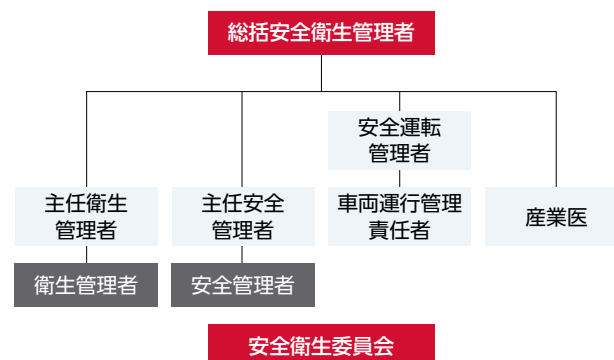 総括安全衛生管理者
安全運転
管理者
主任衛生
管理者
主任安全
管理者
車両運行管理
責任者
産業医
衛生管理者
安全管理者
安全衛生委員会